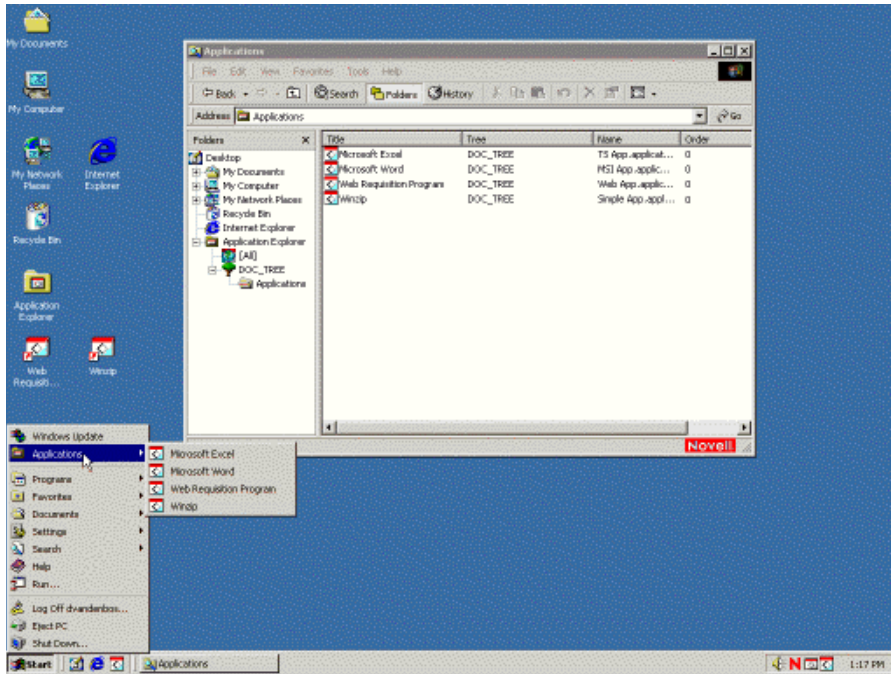 My Documents
My Computer
My Network
Places
Internet
Explorer
Recycle Bin
Application
Explorer
Web
Requisiti...
Winzip
Applications
File Edit View Favorites Tools Help
Back Search Folders History
Address Applications Go
Folders
Desktop
My Documents
My Computer
My Network Places
Recycle Bin
Internet Explorer
Application Explorer
[All]
DOC_TREE
Applications
Title Tree Name Order
Microsoft Excel DOC_TREE TS App.applicat... 0
Microsoft Word DOC_TREE MSI App.applic... 0
Web Requisition Program DOC_TREE Web App.applic... 0
Winzip DOC_TREE Simple App.appl... 0
Novell
Windows Update
Applications
Programs
Favorites
Documents
Settings
Search
Help
Run...
Log Off dvandenbos...
Eject PC
Shut Down...
Microsoft Excel
Microsoft Word
Web Requisition Program
Winzip
Start Applications 1:17 PM